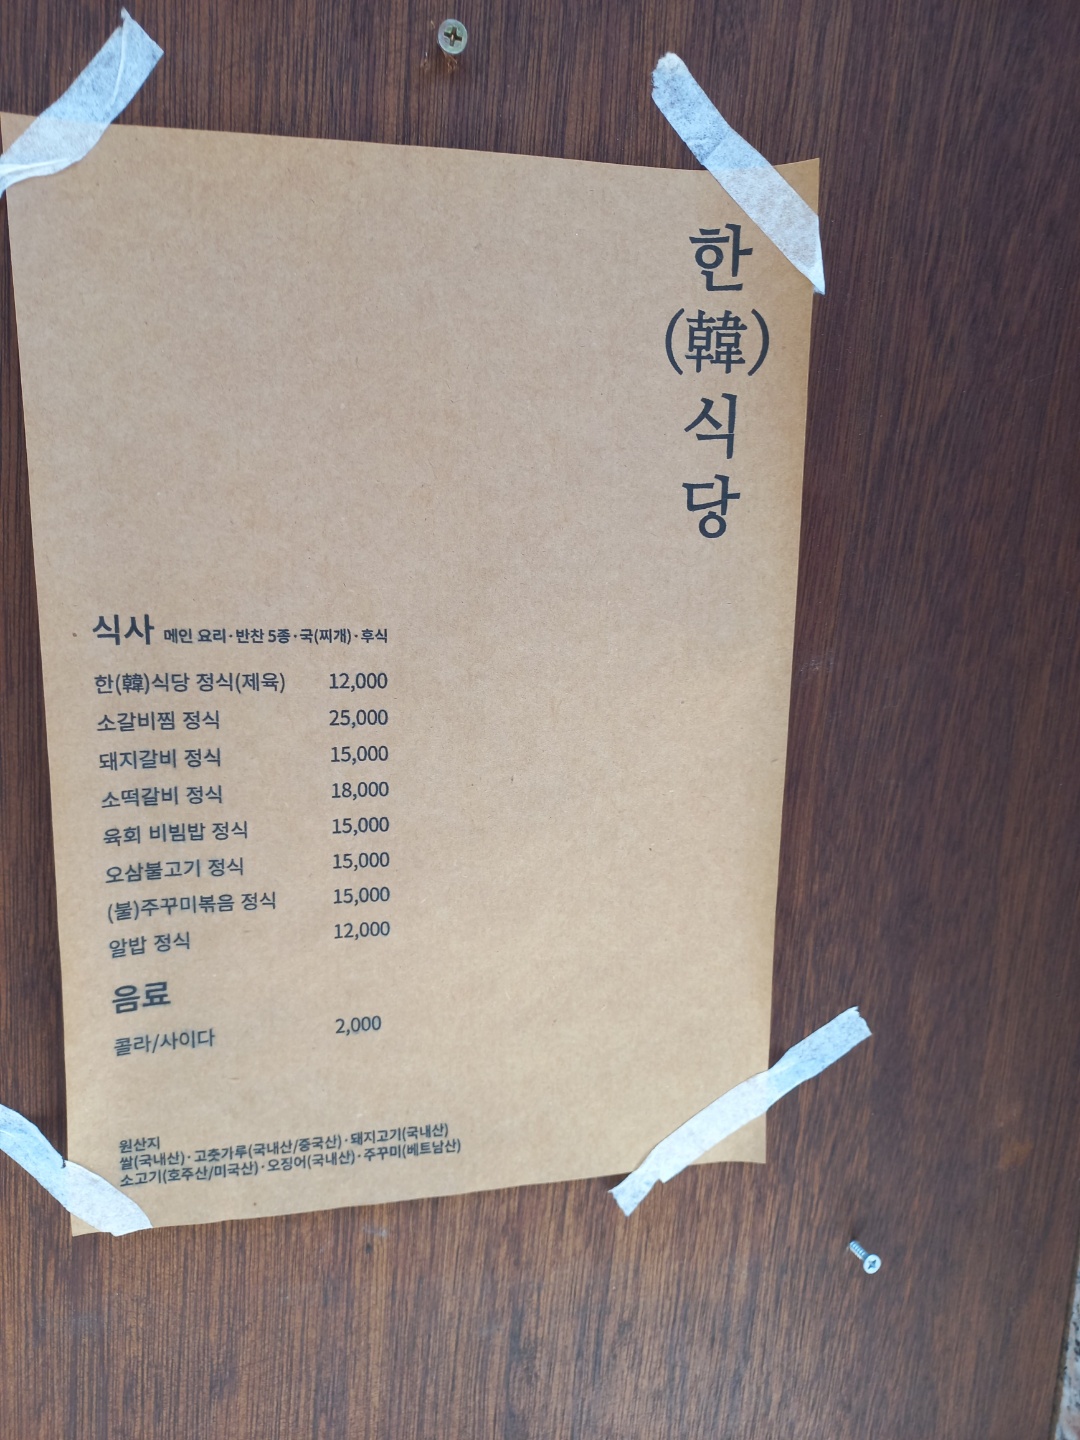 한
(韓)
식
당
식사 메인 요리·반찬 5종·국(찌개)·후식
한(韓)식당 정식(제육) 12,000
소갈비찜 정식 25,000
돼지갈비 정식 15,000
소떡갈비 정식 18,000
육회 비빔밥 정식 15,000
오삼불고기 정식 15,000
(불)주꾸미볶음 정식 15,000
알밥 정식 12,000
음료
콜라/사이다 2,000
원산지
쌀(국내산)·고춧가루(국내산/중국산)·돼지고기(국내산)
소고기(호주산/미국산)·오징어(국내산)·주꾸미(베트남산)